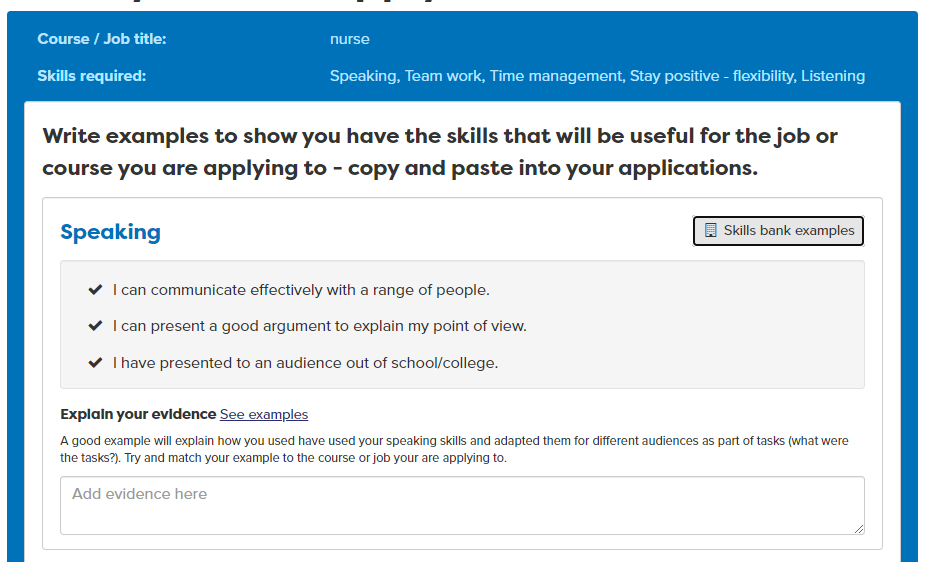 Course / Job title: nurse
Skills required: Speaking, Team work, Time management, Stay positive - flexibility, Listening
Write examples to show you have the skills that will be useful for the job or
course you are applying to - copy and paste into your applications.
Speaking
Skills bank examples
I can communicate effectively with a range of people.
I can present a good argument to explain my point of view.
I have presented to an audience out of school/college.
Explain your evidence See examples
A good example will explain how you used have used your speaking skills and adapted them for different audiences as part of tasks (what were
the tasks?). Try and match your example to the course or job your are applying to.
Add evidence here